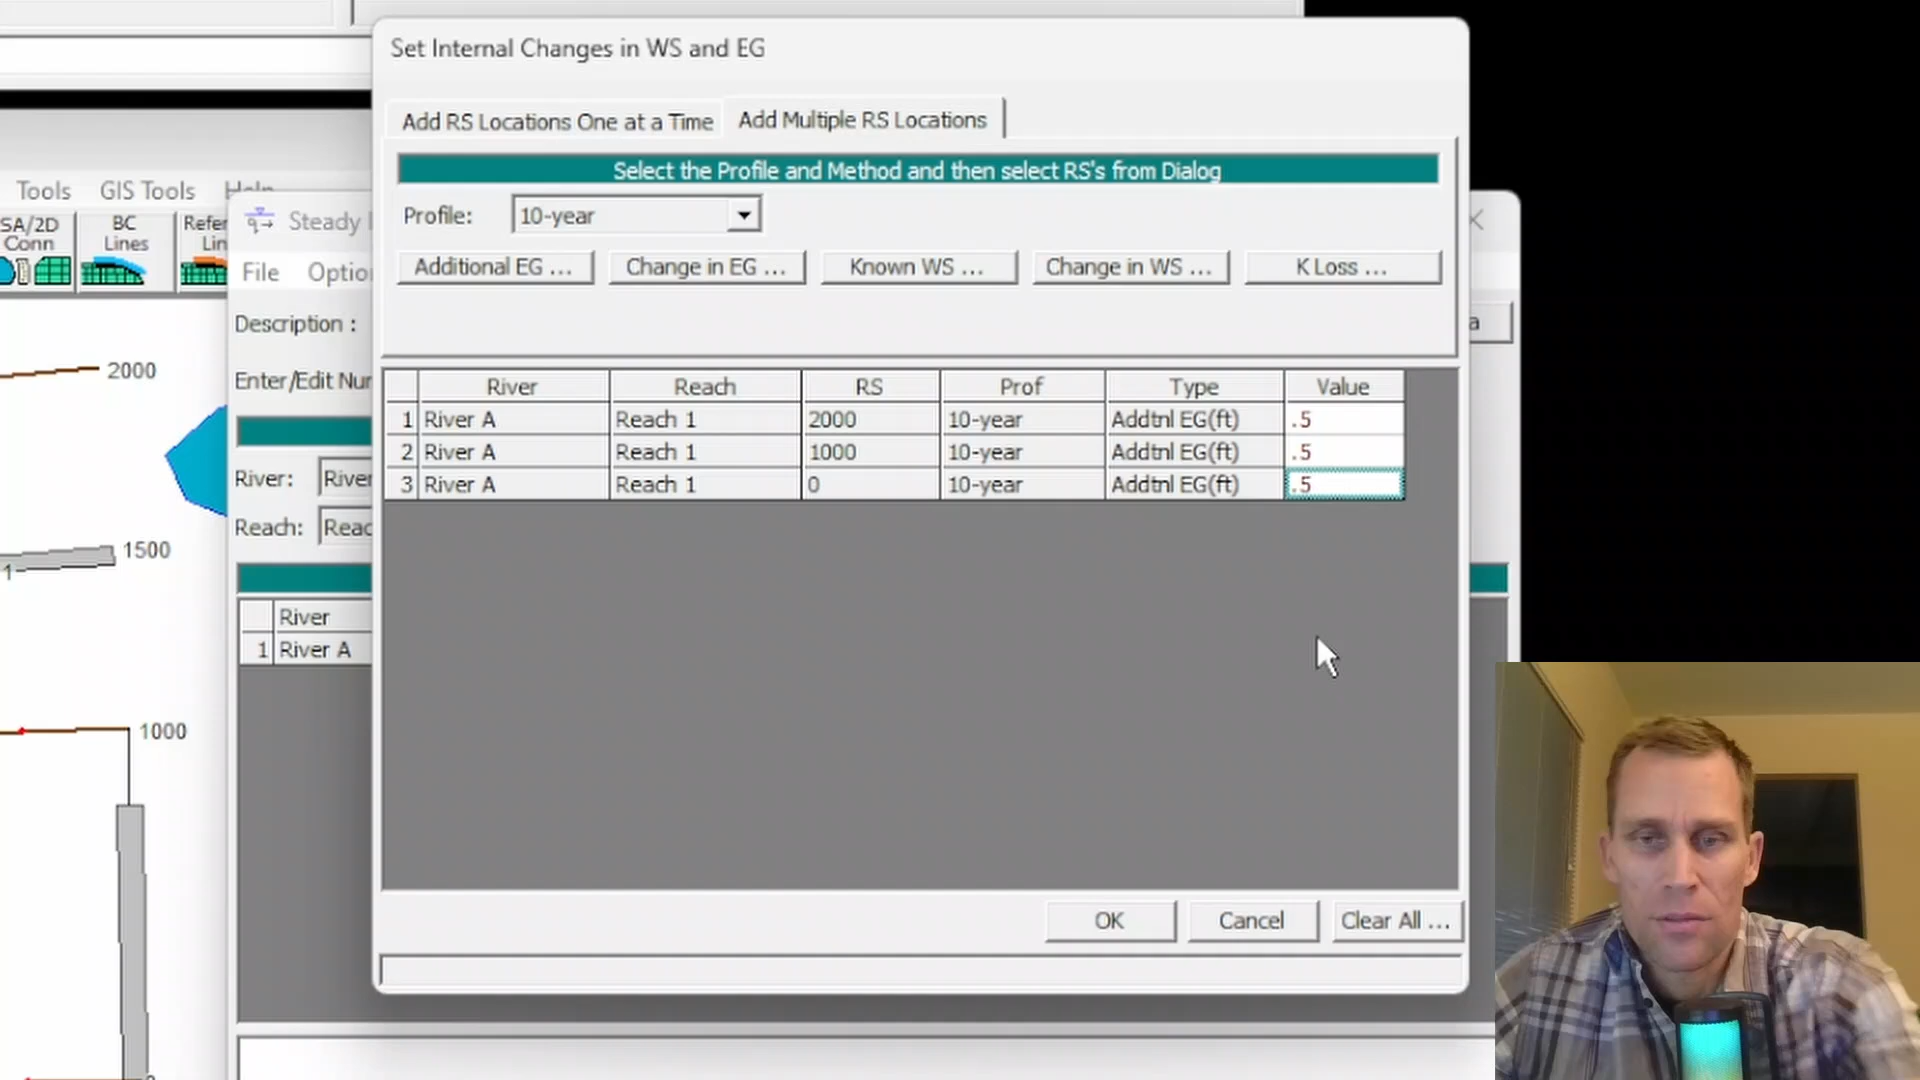 Set Internal Changes in WS and EG
Add RS Locations One at a Time
Add Multiple RS Locations
Select the Profile and Method and then select RS's from Dialog
Profile: 10-year
Additional EG ... Change in EG ... Known WS ... Change in WS ... K Loss ...
River Reach RS Prof Type Value
1 River A Reach 1 2000 10-year Addtnl EG(ft) .5
2 River A Reach 1 1000 10-year Addtnl EG(ft) .5
3 River A Reach 1 0 10-year Addtnl EG(ft) .5
OK Cancel Clear All ...
Tools GIS Tools Help
SA/2D
Conn
BC
Lines
Steady
File
Description :
River:
Reach:
River
1 River A
2000
1500
1
1000